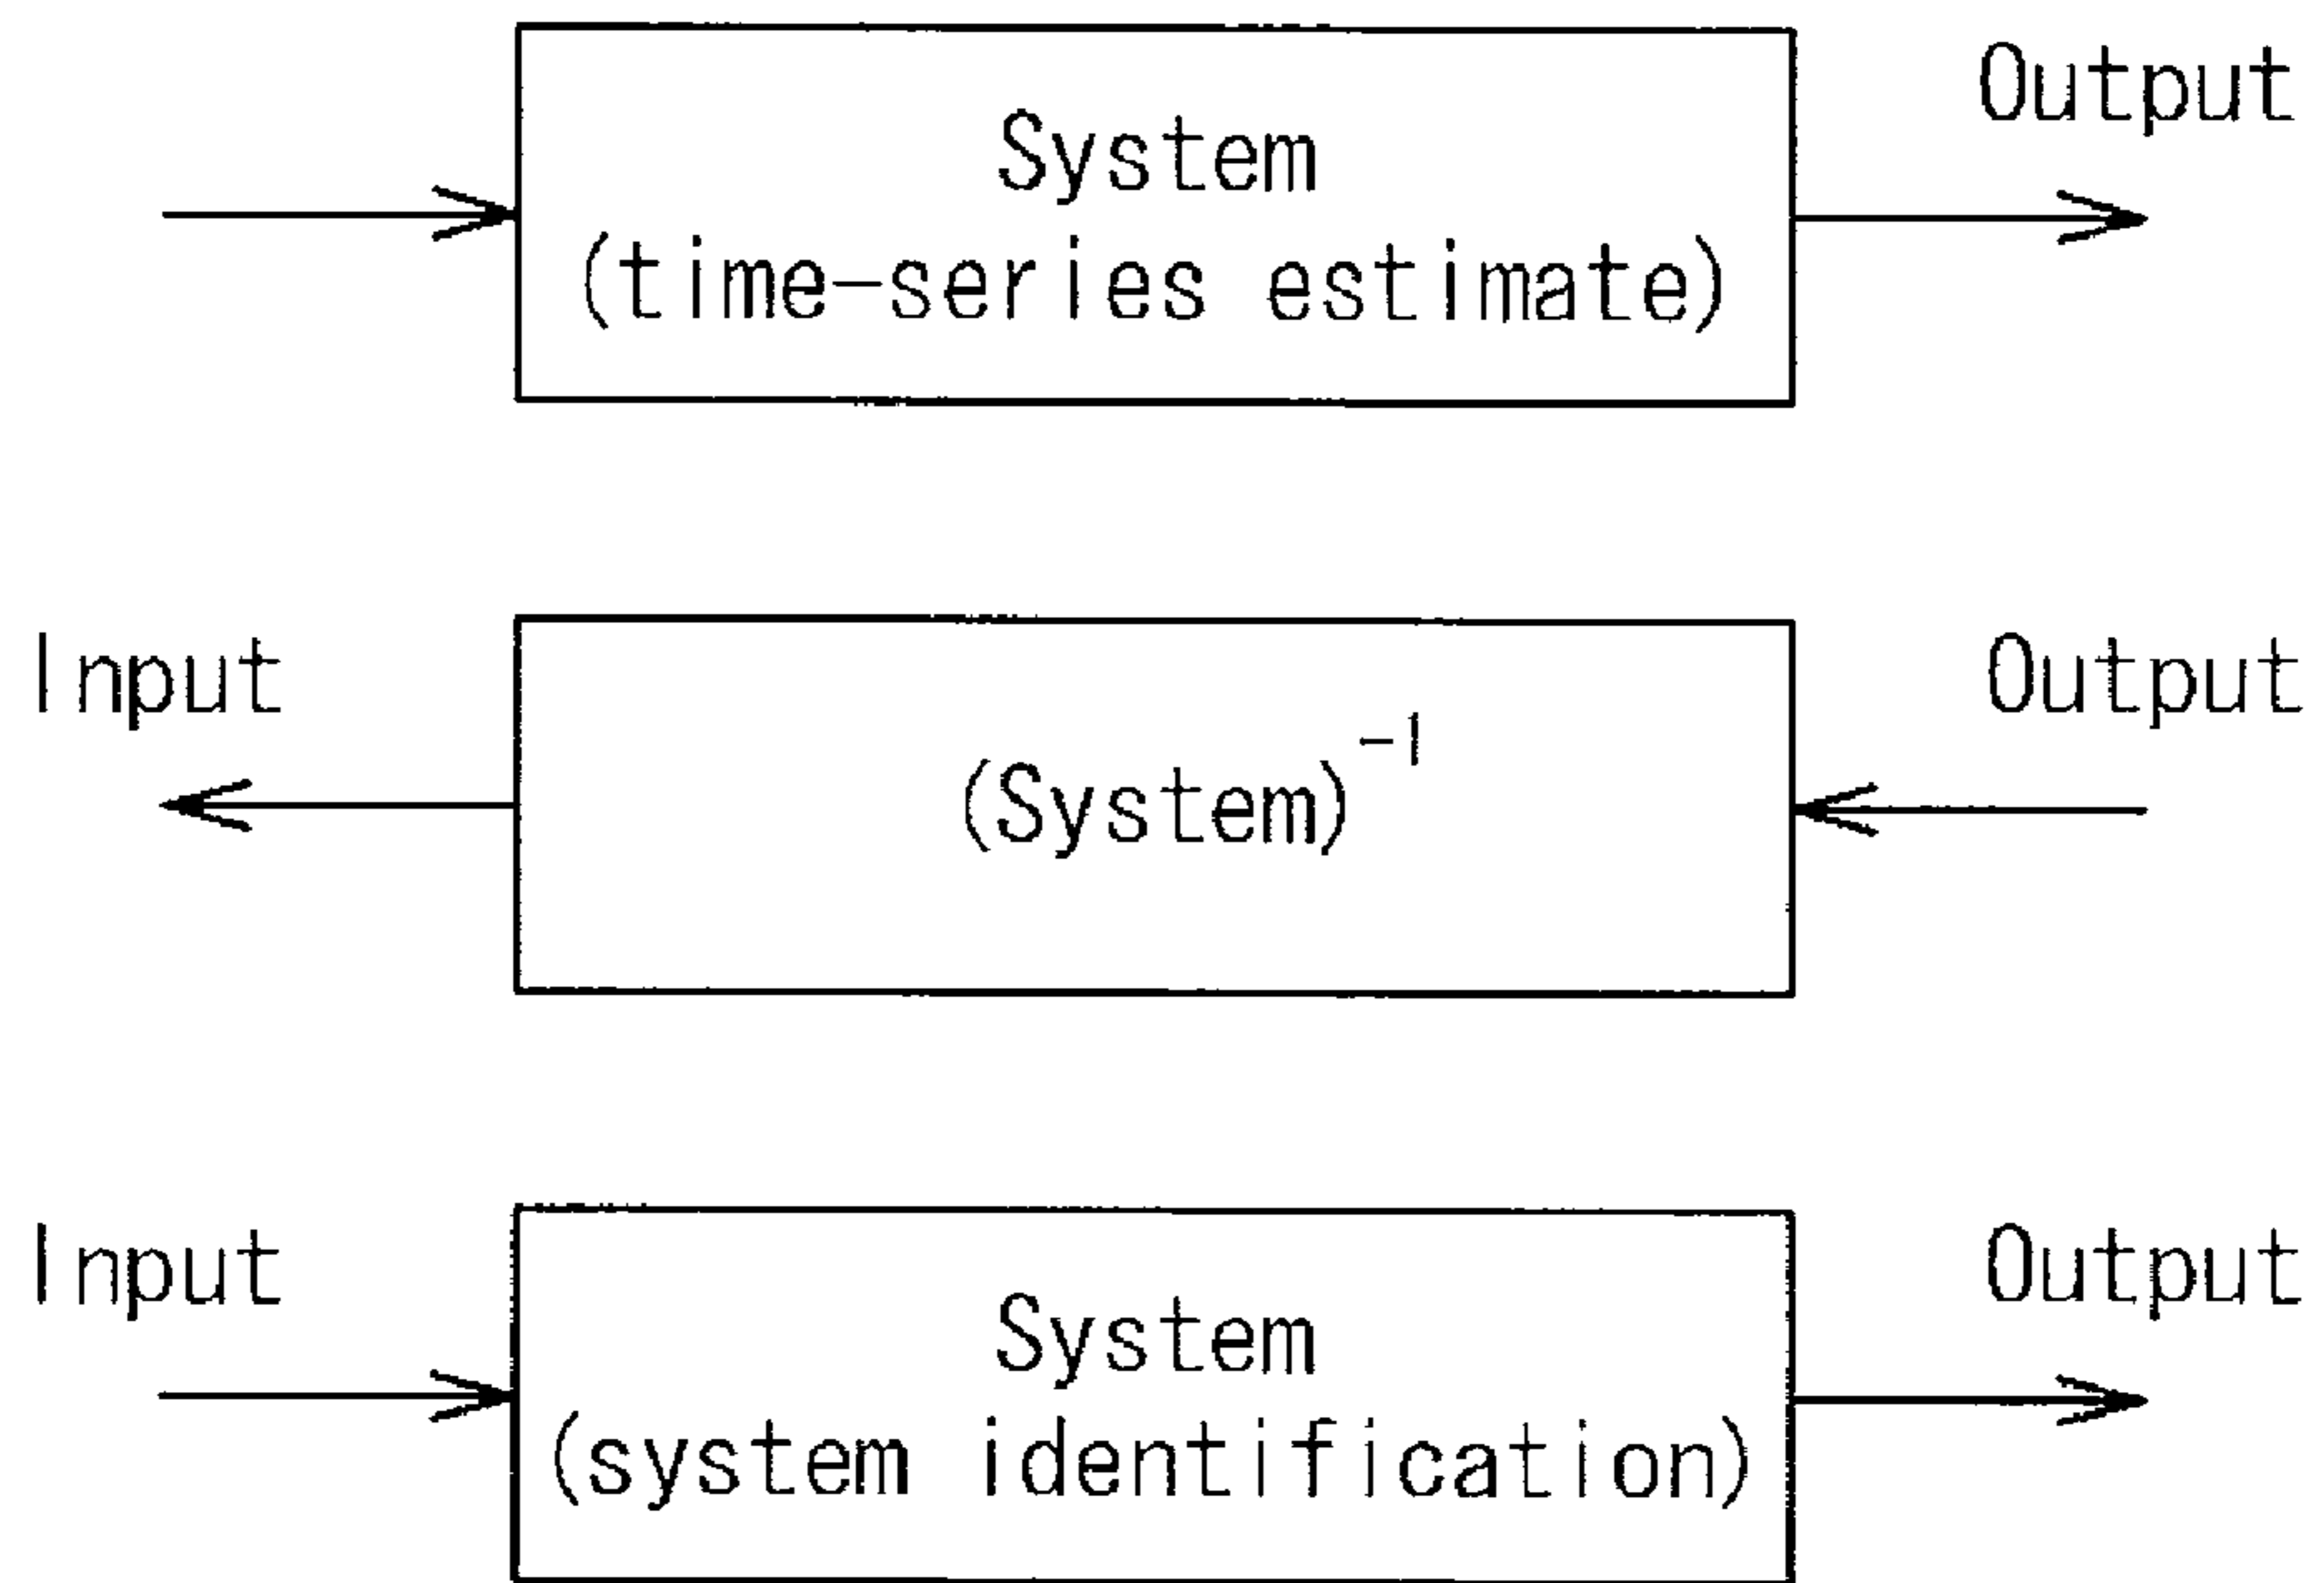 Output
System
(time-series estimate)
Input
Output
(System)⁻¹
Input
Output
System
(system identification)